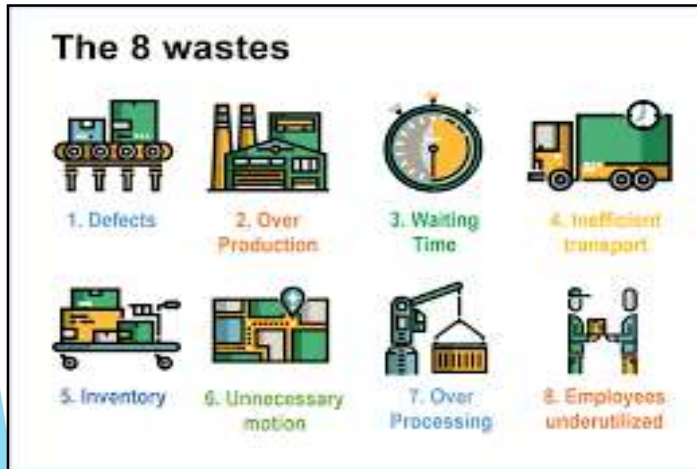 The 8 wastes
1. Defects
2. Over
Production
3. Waiting
Time
4. Inefficient
transport
5. Inventory
6. Unnecessary
motion
7. Over
Processing
8. Employees
underutilized